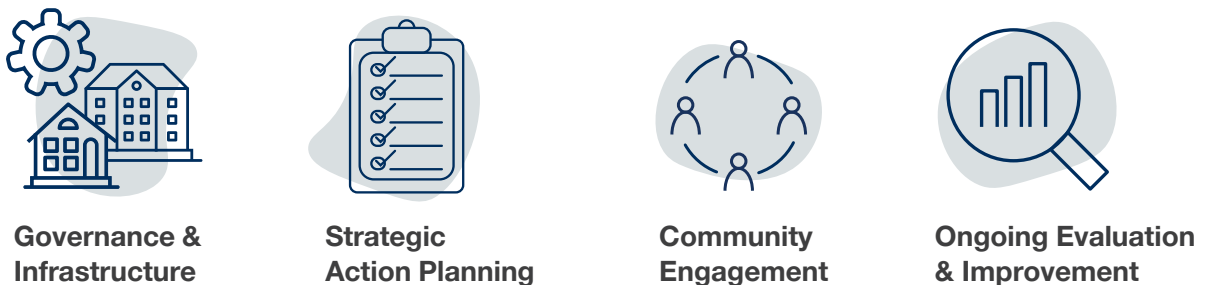 Governance &
Infrastructure
Strategic
Action Planning
Community
Engagement
Ongoing Evaluation
& Improvement